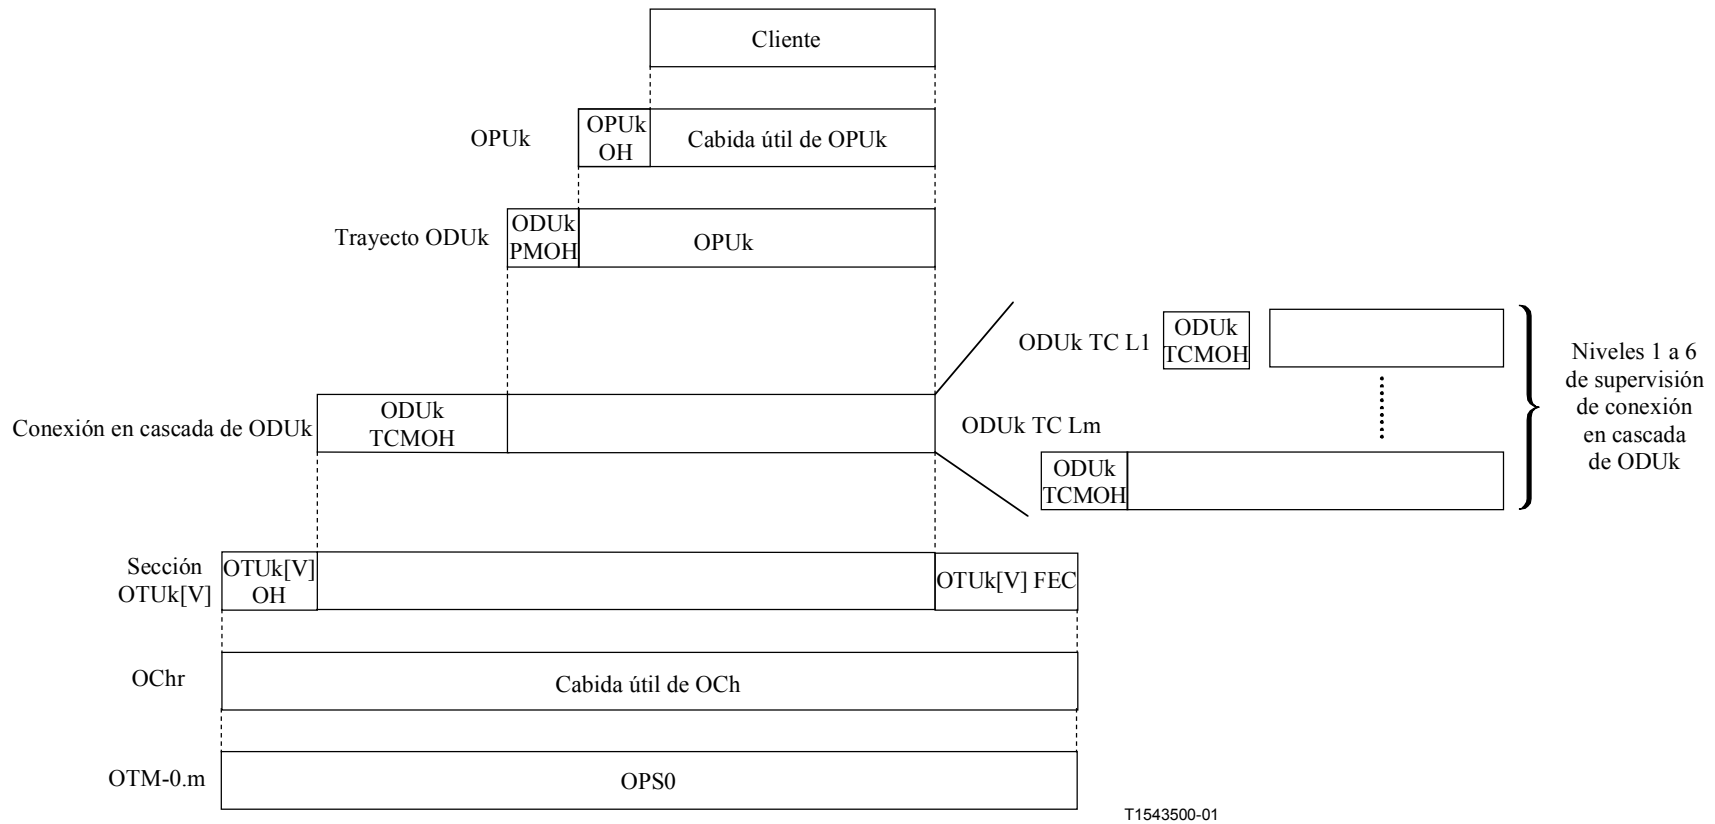 Cliente
OPUk
OPUk
OH
Cabida útil de OPUk
Trayecto ODUk
ODUk
PMOH
OPUk
ODUk TC L1
ODUk
TCMOH
Niveles 1 a 6
de supervisión
de conexión
en cascada
de ODUk
Conexión en cascada de ODUk
ODUk
TCMOH
ODUk TC Lm
ODUk
TCMOH
Sección
OTUk[V]
OTUk[V]
OH
OTUk[V] FEC
OChr
Cabida útil de OCh
OTM-0.m
OPS0
T1543500-01